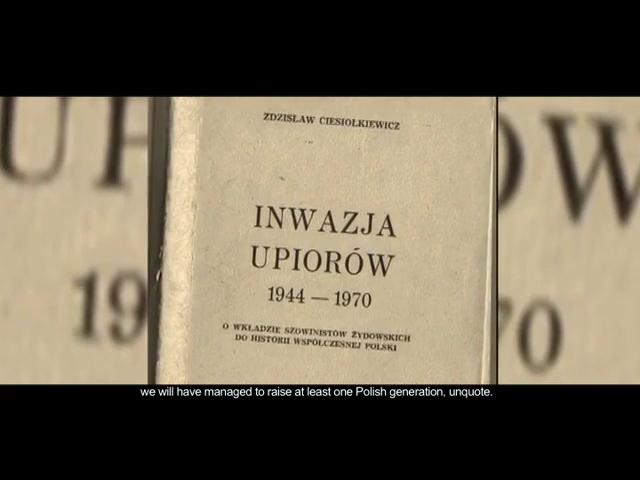 ZDZISŁAW CIESIOŁKIEWICZ
INWAZJA
UPIORÓW
1944 — 1970
O WKŁADZIE SZOWINISTÓW ŻYDOWSKICH
DO HISTORII WSPÓŁCZESNEJ POLSKI
we will have managed to raise at least one Polish generation, unquote.